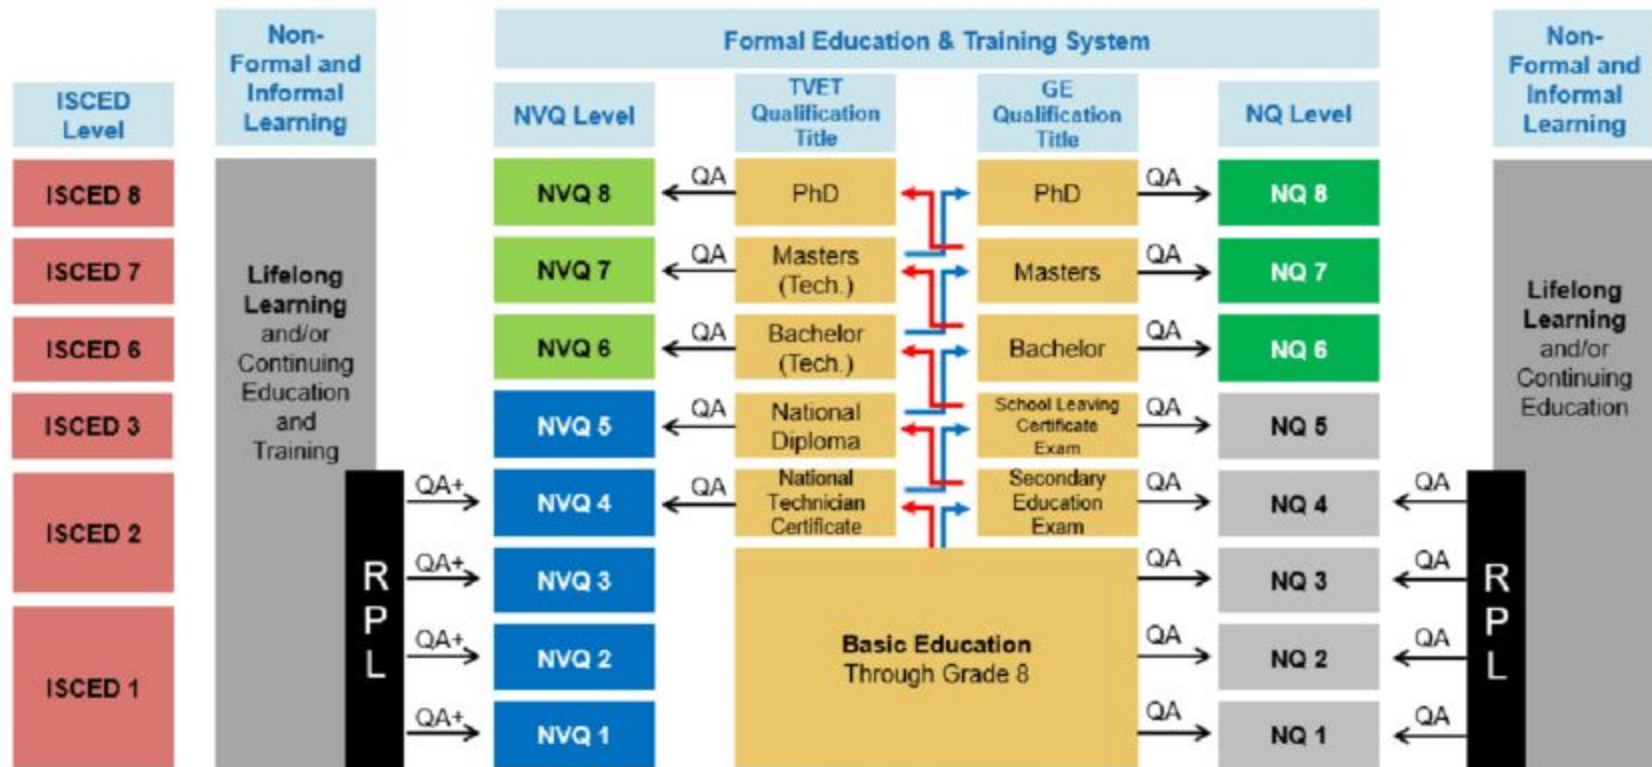 Non-
Formal and
Informal
Learning
Formal Education & Training System
Non-
Formal and
Informal
Learning
ISCED
Level
NVQ Level
TVET
Qualification
Title
GE
Qualification
Title
NQ Level
ISCED 8
NVQ 8
QA
PhD
PhD
QA
NQ 8
ISCED 7
NVQ 7
QA
Masters
(Tech.)
Masters
QA
NQ 7
ISCED 6
NVQ 6
QA
Bachelor
(Tech.)
Bachelor
QA
NQ 6
Lifelong
Learning
and/or
Continuing
Education
and
Training
Lifelong
Learning
and/or
Continuing
Education
ISCED 3
NVQ 5
QA
National
Diploma
School Leaving
Certificate
Exam
QA
NQ 5
ISCED 2
QA+
NVQ 4
QA
National
Technician
Certificate
Secondary
Education
Exam
QA
NQ 4
QA
QA+
NVQ 3
QA
NQ 3
QA
RPL
RPL
ISCED 1
QA+
NVQ 2
Basic Education
Through Grade 8
QA
NQ 2
QA
QA+
NVQ 1
QA
NQ 1
QA